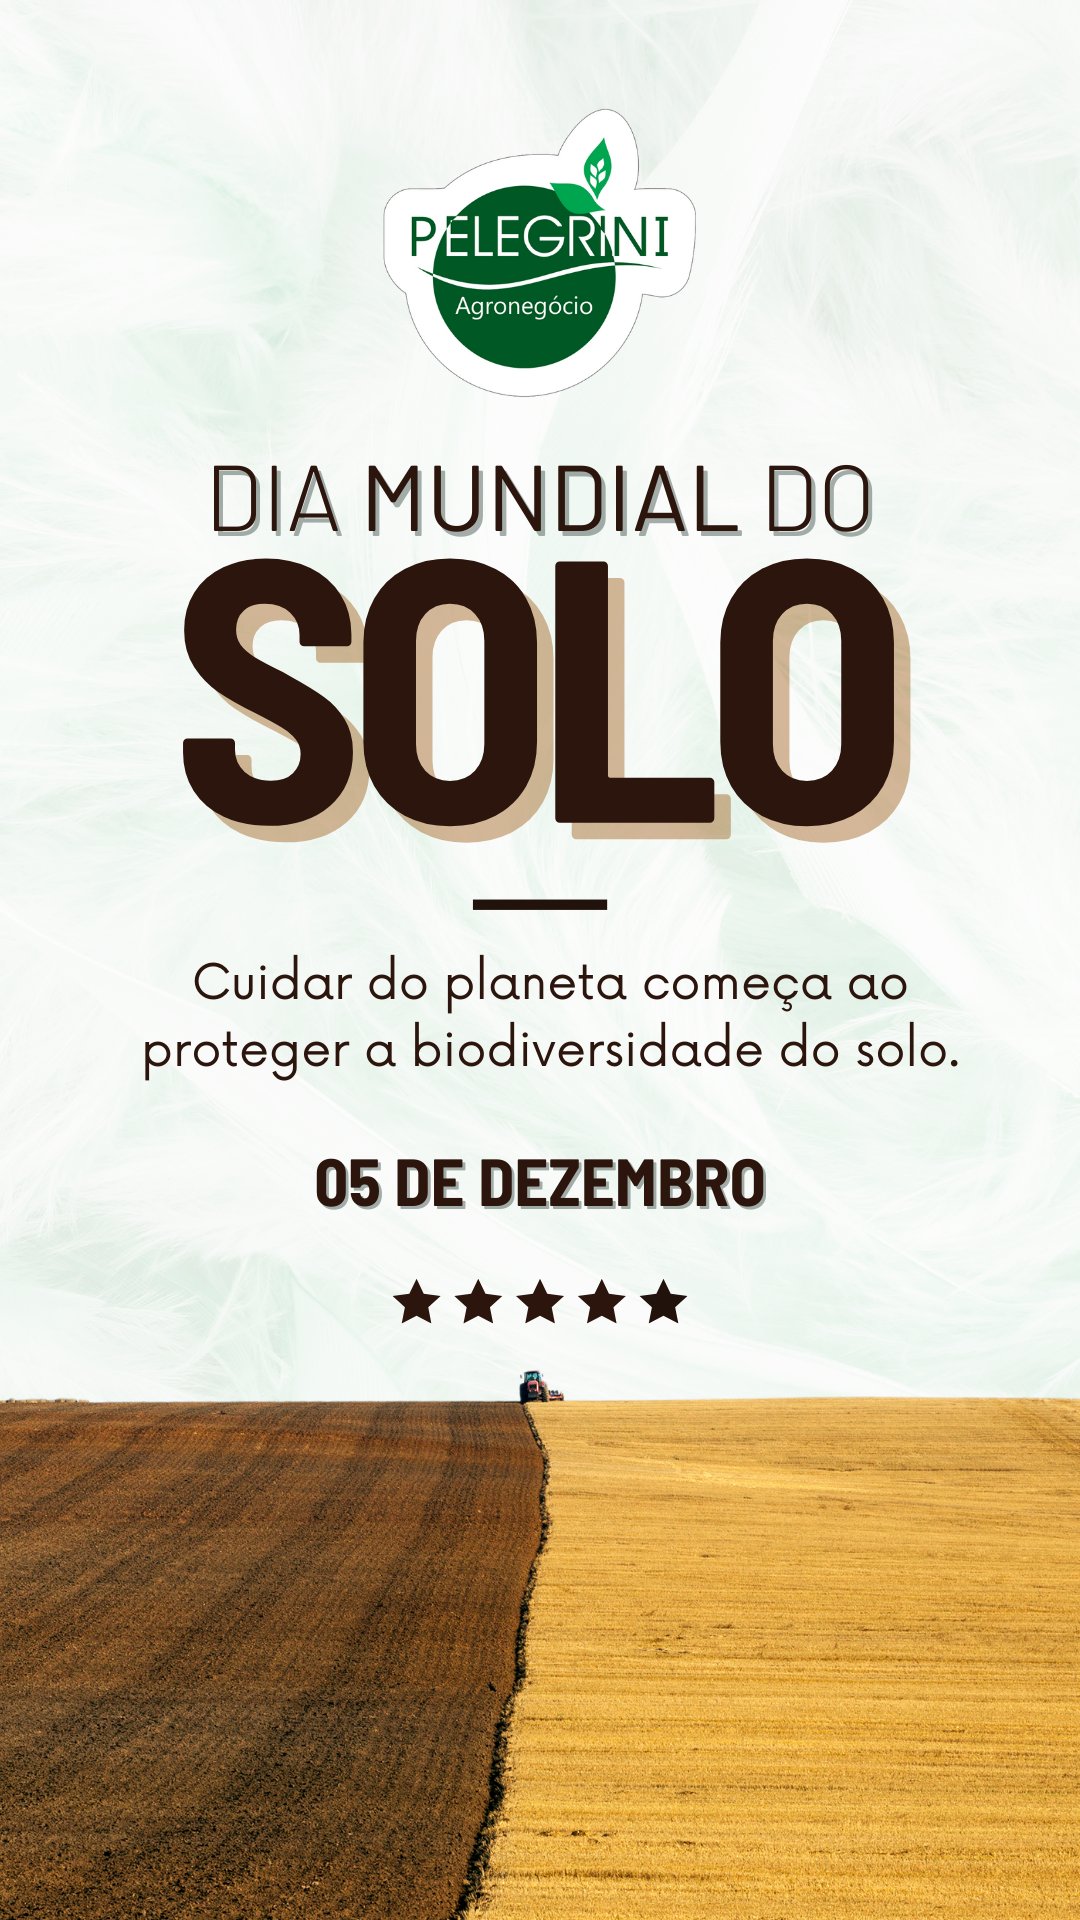 PELEGRINI
Agronegócio
DIA MUNDIAL DO
SOLO
Cuidar do planeta começa ao
proteger a biodiversidade do solo.
05 DE DEZEMBRO